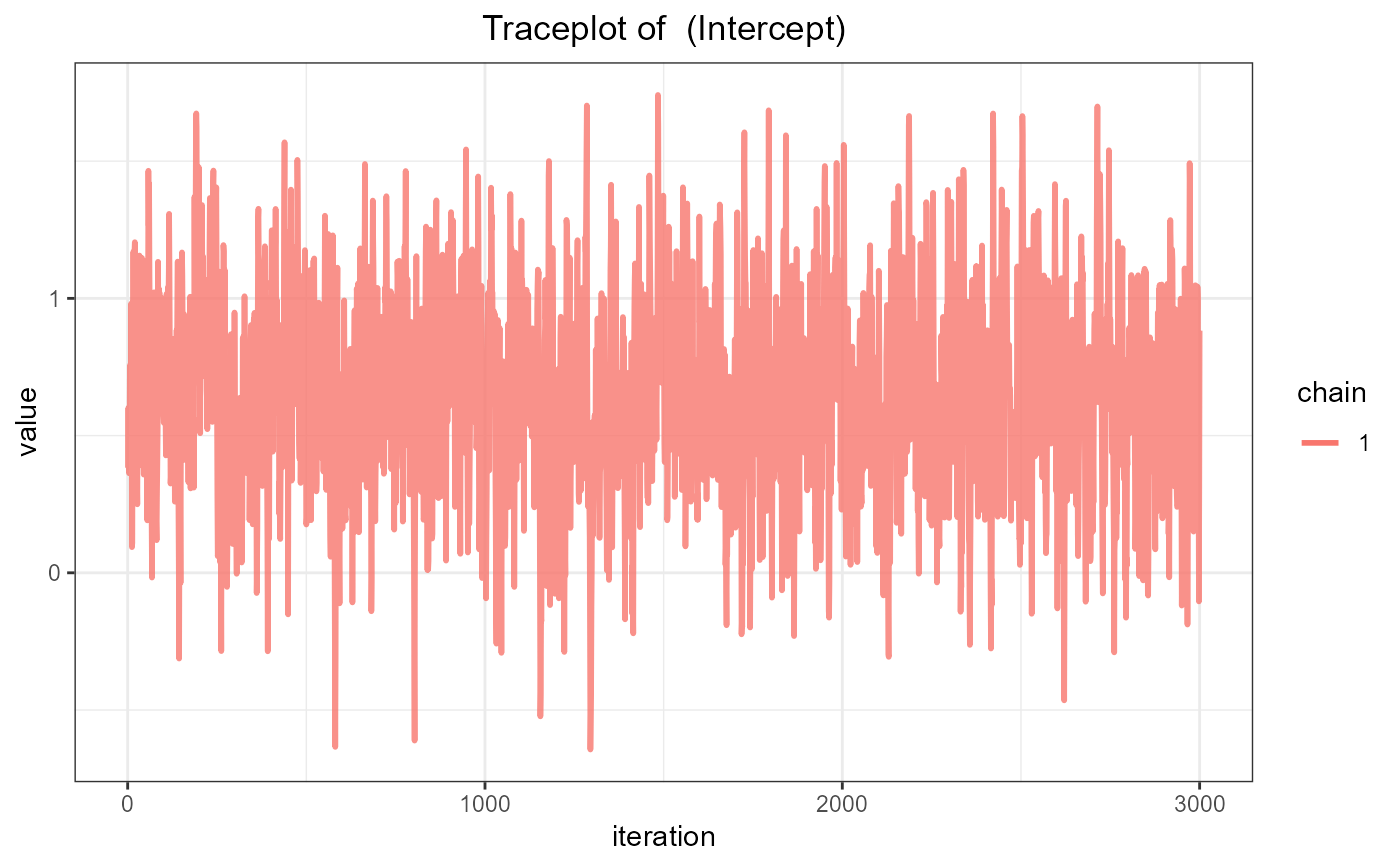 Traceplot of  (Intercept)
value
1
0
0
1000
2000
3000
iteration
chain
1